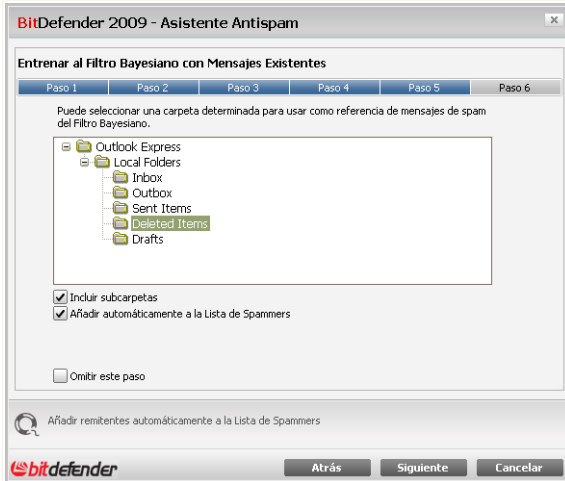 BitDefender 2009 - Asistente Antispam
Entrenar al Filtro Bayesiano con Mensajes Existentes
Paso 1 Paso 2 Paso 3 Paso 4 Paso 5 Paso 6
Puede seleccionar una carpeta determinada para usar como referencia de mensajes de spam
del Filtro Bayesiano.
Outlook Express
Local Folders
Inbox
Outbox
Sent Items
Deleted Items
Drafts
Incluir subcarpetas
Añadir automáticamente a la Lista de Spammers
Omitir este paso
Añadir remitentes automáticamente a la Lista de Spammers
bitdefender Atrás Siguiente Cancelar